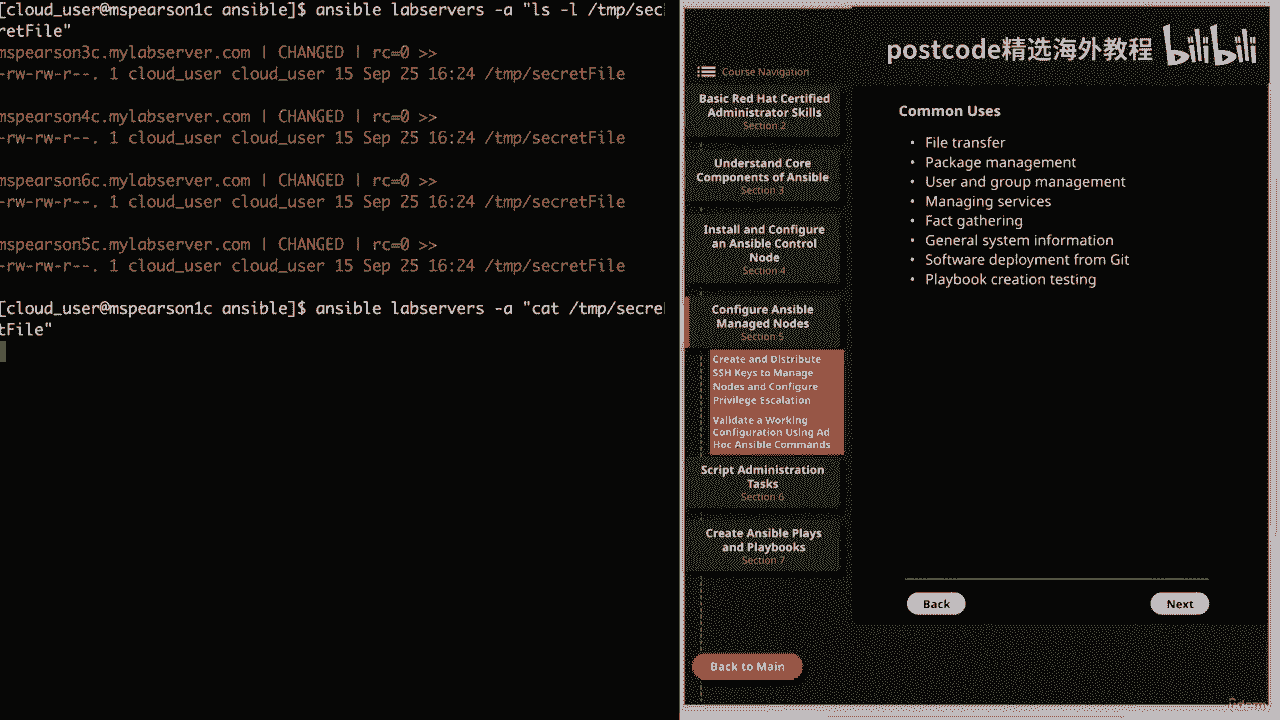 [cloud_user@mspearson1c ansible]$ ansible labservers -a "ls -l /tmp/sec
retFile"
mspearson3c.mylabserver.com | CHANGED | rc=0 >>
-rw-rw-r--. 1 cloud_user cloud_user 15 Sep 25 16:24 /tmp/secretFile
mspearson4c.mylabserver.com | CHANGED | rc=0 >>
-rw-rw-r--. 1 cloud_user cloud_user 15 Sep 25 16:24 /tmp/secretFile
mspearson6c.mylabserver.com | CHANGED | rc=0 >>
-rw-rw-r--. 1 cloud_user cloud_user 15 Sep 25 16:24 /tmp/secretFile
mspearson5c.mylabserver.com | CHANGED | rc=0 >>
-rw-rw-r--. 1 cloud_user cloud_user 15 Sep 25 16:24 /tmp/secretFile
[cloud_user@mspearson1c ansible]$ ansible labservers -a "cat /tmp/secre
tFile"
postcode精选海外教程 bilibili
Course Navigation
Basic Red Hat Certified
Administrator Skills
Section 2
Understand Core
Components of Ansible
Section 3
Install and Configure
an Ansible Control
Node
Section 4
Configure Ansible
Managed Nodes
Section 5
Create and Distribute
SSH Keys to Manage
Nodes and Configure
Privilege Escalation
Validate a Working
Configuration Using Ad
Hoc Ansible Commands
Script Administration
Tasks
Section 6
Create Ansible Plays
and Playbooks
Section 7
Back to Main
Common Uses
• File transfer
• Package management
• User and group management
• Managing services
• Fact gathering
• General system information
• Software deployment from Git
• Playbook creation testing
Back
Next
Udemy